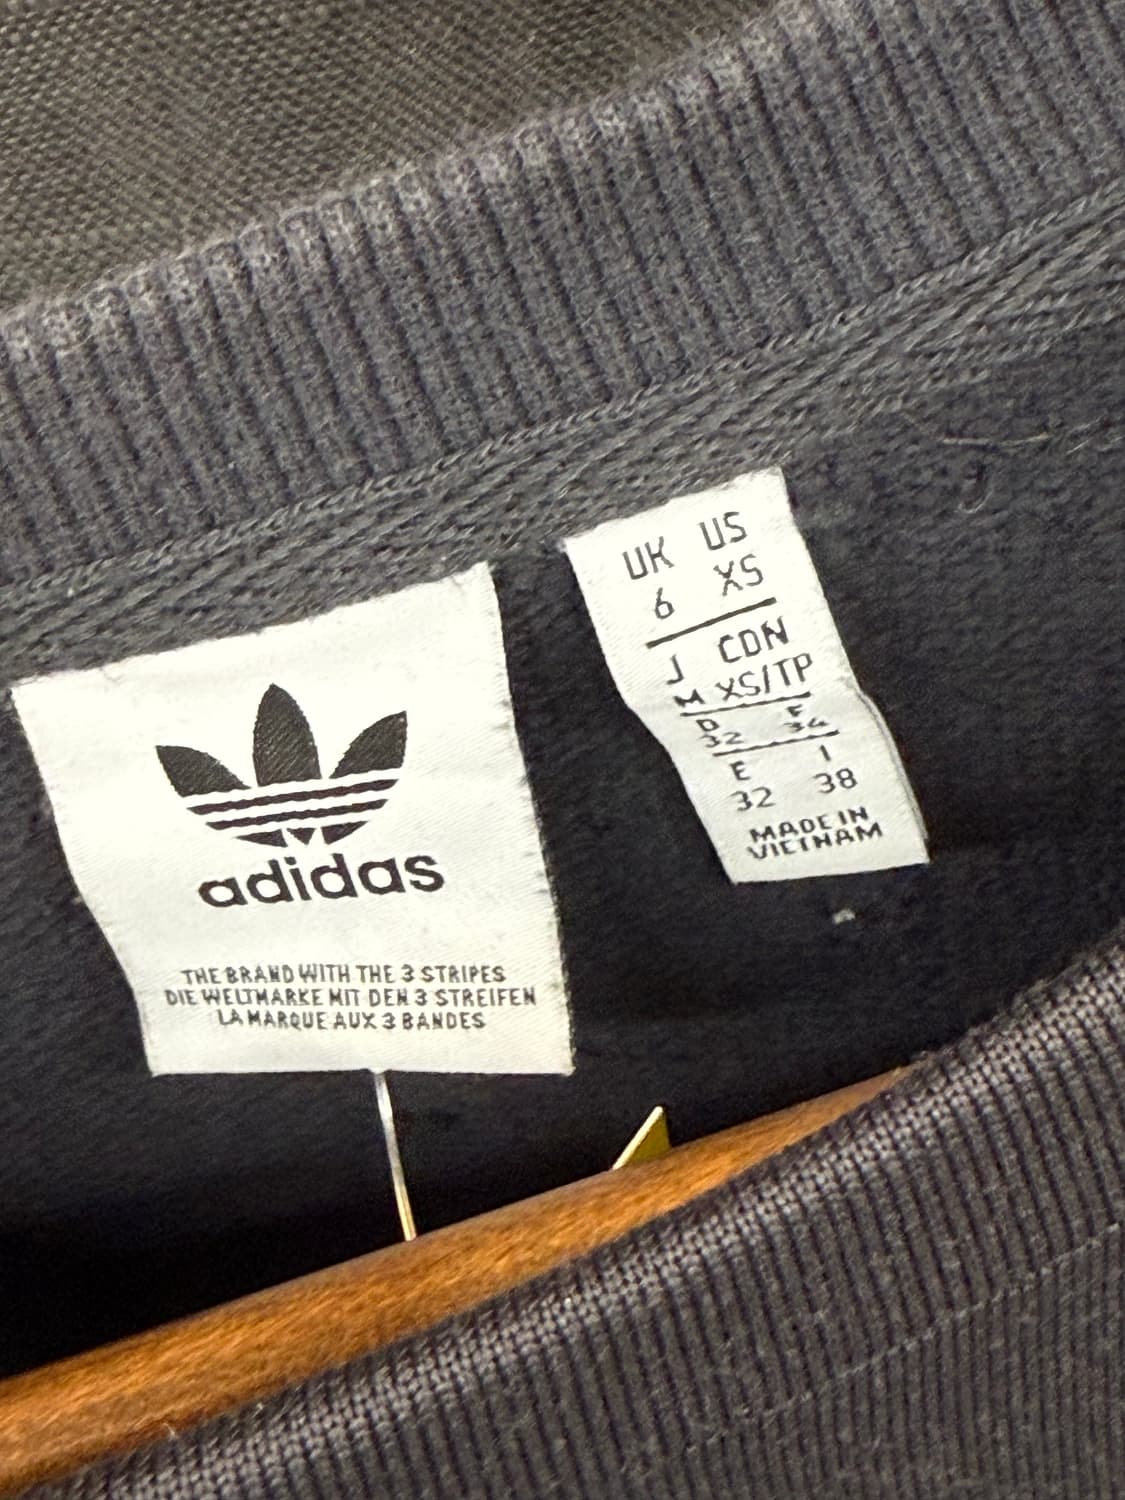 adidas
THE BRAND WITH THE 3 STRIPES
DIE WELTMARKE MIT DEN 3 STREIFEN
LA MARQUE AUX 3 BANDES
UK US
6 XS
J CDN
M XS/TP
D F
32 34
E I
32 38
MADE IN
VIETNAM